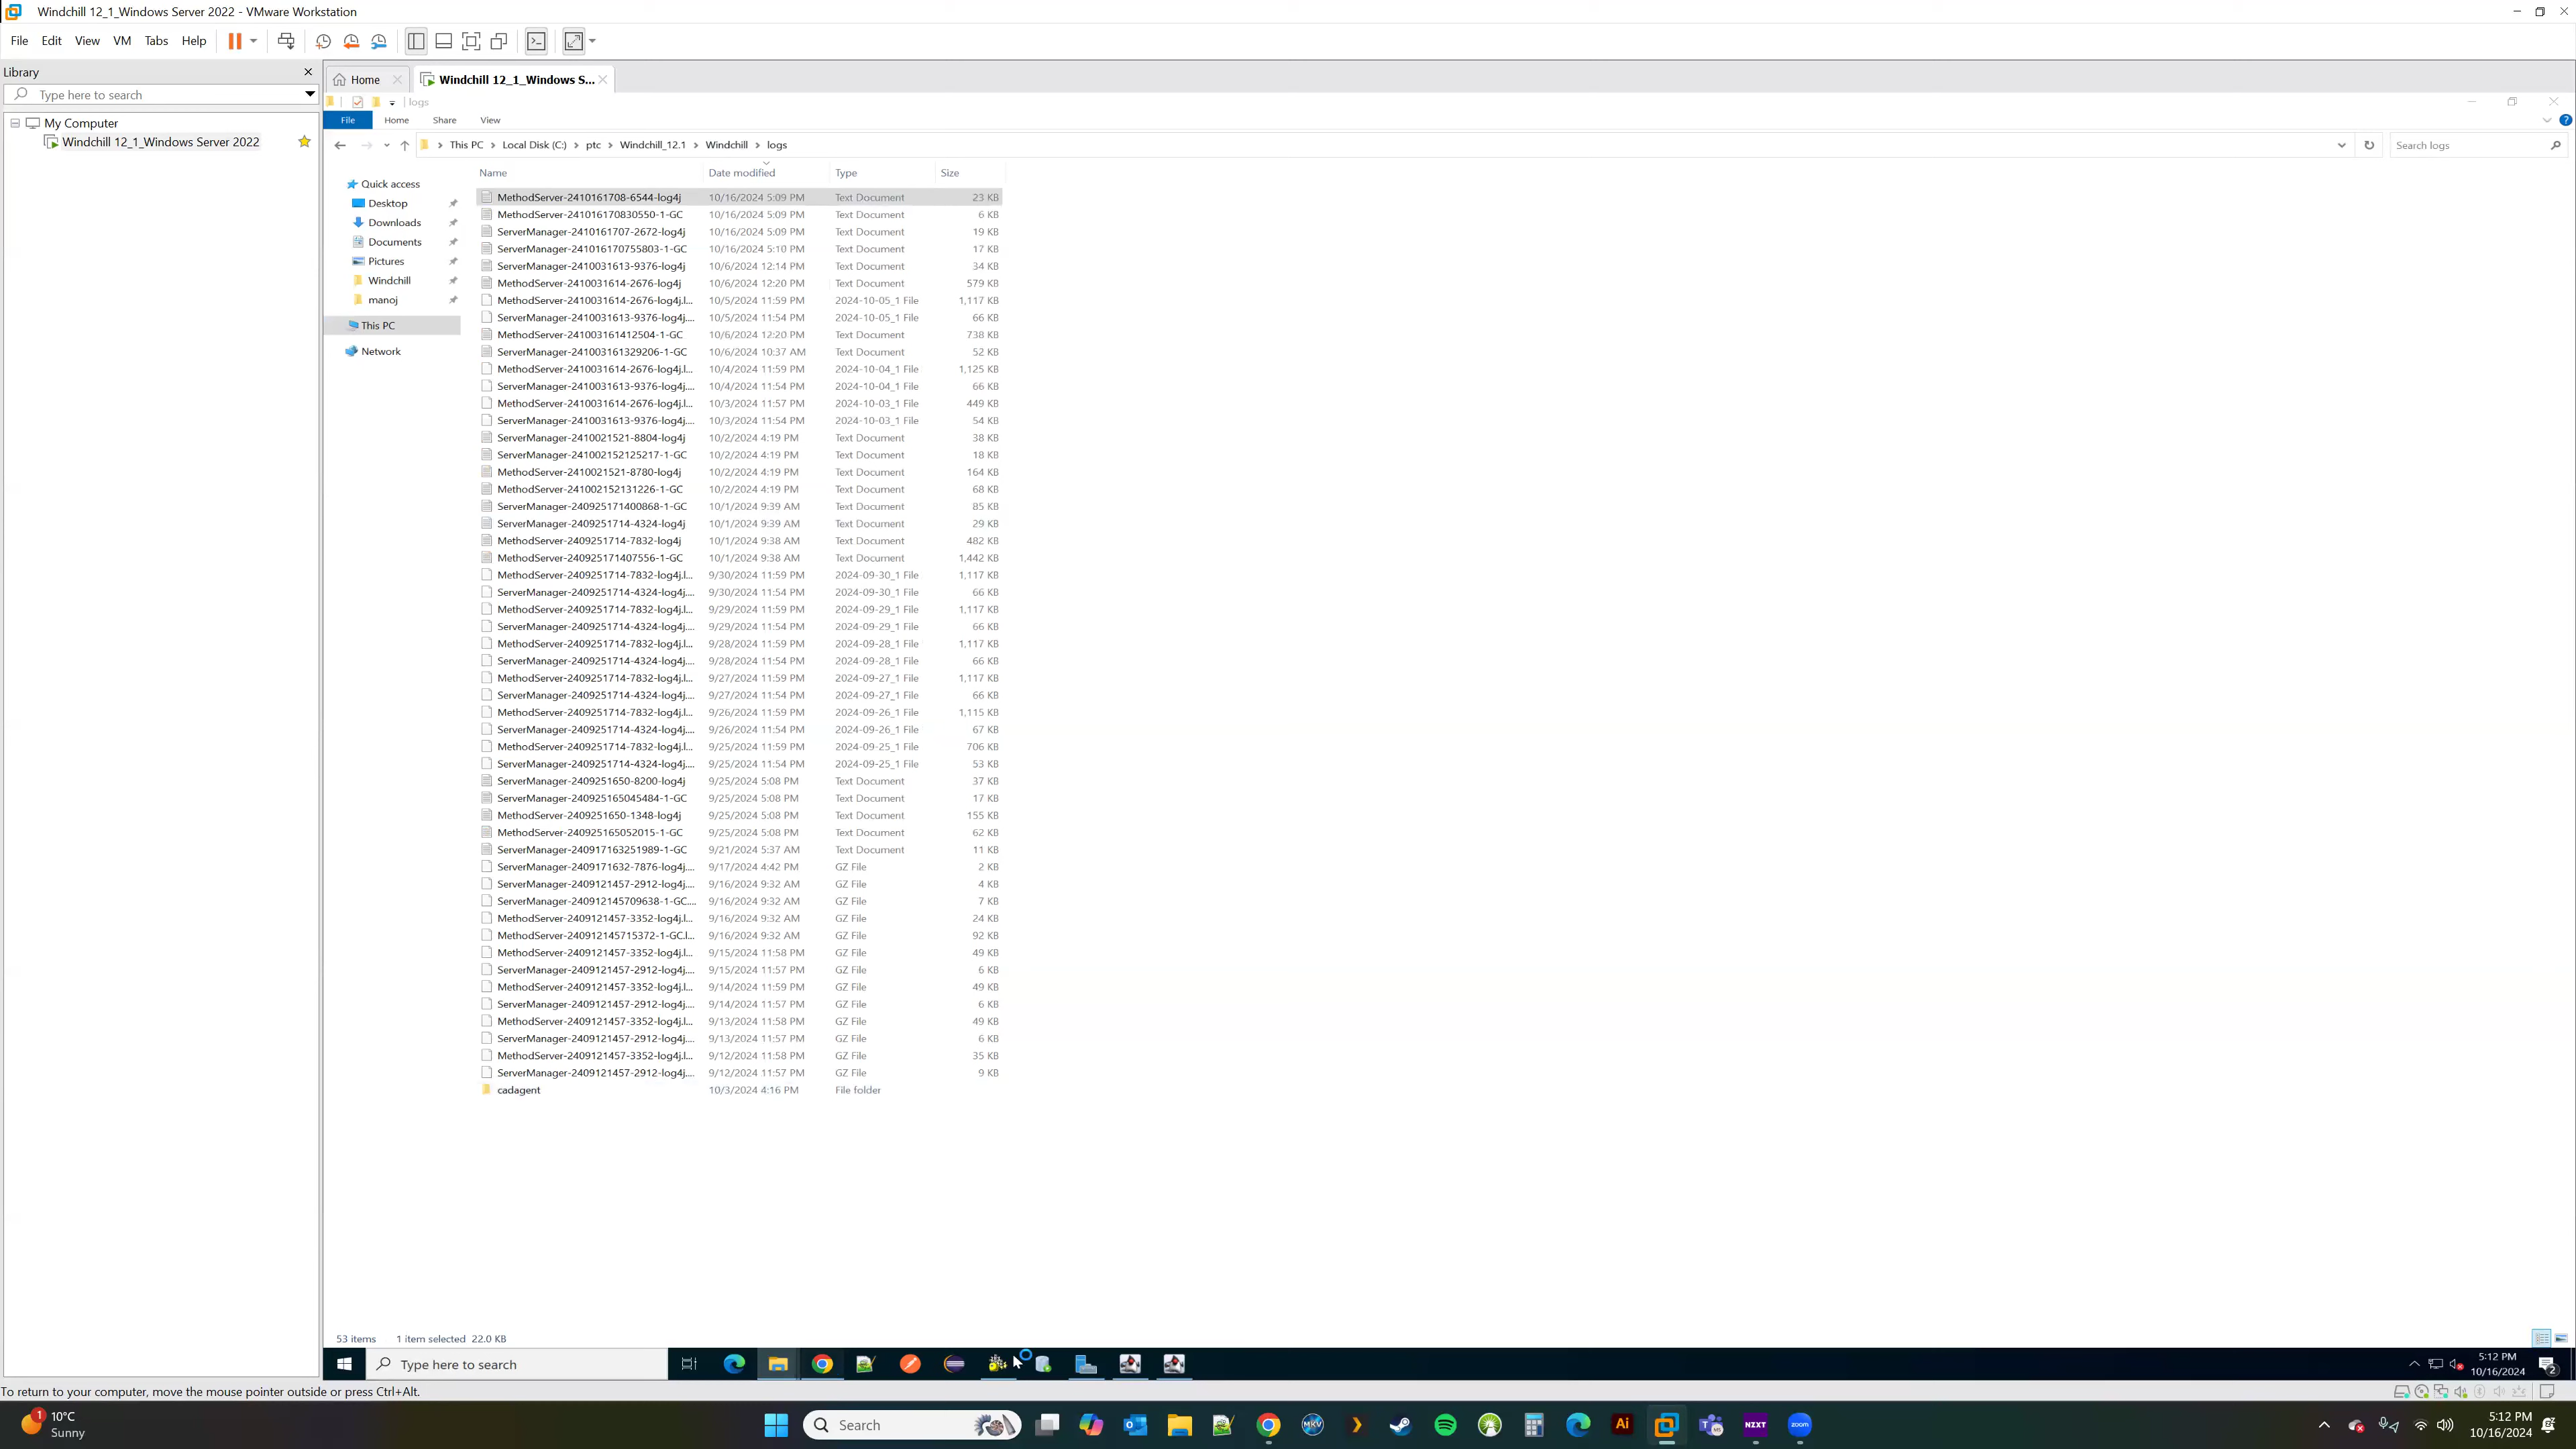 Windchill 12_1_Windows Server 2022 - VMware Workstation
File Edit View VM Tabs Help
Library
Type here to search
My Computer
Windchill 12_1_Windows Server 2022
Home
Windchill 12_1_Windows S...
logs
File Home Share View
This PC > Local Disk (C:) > ptc > Windchill_12.1 > Windchill > logs
Search logs
Quick access
Desktop
Downloads
Documents
Pictures
Windchill
manoj
This PC
Network
Name Date modified Type Size
MethodServer-2410161708-6544-log4j 10/16/2024 5:09 PM Text Document 23 KB
MethodServer-241016170830550-1-GC 10/16/2024 5:09 PM Text Document 6 KB
ServerManager-2410161707-2672-log4j 10/16/2024 5:09 PM Text Document 19 KB
ServerManager-241016170755803-1-GC 10/16/2024 5:10 PM Text Document 17 KB
ServerManager-2410031613-9376-log4j 10/6/2024 12:14 PM Text Document 34 KB
MethodServer-2410031614-2676-log4j 10/6/2024 12:20 PM Text Document 579 KB
MethodServer-2410031614-2676-log4j.l... 10/5/2024 11:59 PM 2024-10-05_1 File 1,117 KB
ServerManager-2410031613-9376-log4j.... 10/5/2024 11:54 PM 2024-10-05_1 File 66 KB
MethodServer-241003161412504-1-GC 10/6/2024 12:20 PM Text Document 738 KB
ServerManager-241003161329206-1-GC 10/6/2024 10:37 AM Text Document 52 KB
MethodServer-2410031614-2676-log4j.l... 10/4/2024 11:59 PM 2024-10-04_1 File 1,125 KB
ServerManager-2410031613-9376-log4j.... 10/4/2024 11:54 PM 2024-10-04_1 File 66 KB
MethodServer-2410031614-2676-log4j.l... 10/3/2024 11:57 PM 2024-10-03_1 File 449 KB
ServerManager-2410031613-9376-log4j.... 10/3/2024 11:54 PM 2024-10-03_1 File 54 KB
ServerManager-2410021521-8804-log4j 10/2/2024 4:19 PM Text Document 38 KB
ServerManager-241002152125217-1-GC 10/2/2024 4:19 PM Text Document 18 KB
MethodServer-2410021521-8780-log4j 10/2/2024 4:19 PM Text Document 164 KB
MethodServer-241002152131226-1-GC 10/2/2024 4:19 PM Text Document 68 KB
ServerManager-240925171400868-1-GC 10/1/2024 9:39 AM Text Document 85 KB
ServerManager-2409251714-4324-log4j 10/1/2024 9:39 AM Text Document 29 KB
MethodServer-2409251714-7832-log4j 10/1/2024 9:38 AM Text Document 482 KB
MethodServer-240925171407556-1-GC 10/1/2024 9:38 AM Text Document 1,442 KB
MethodServer-2409251714-7832-log4j.l... 9/30/2024 11:59 PM 2024-09-30_1 File 1,117 KB
ServerManager-2409251714-4324-log4j.... 9/30/2024 11:54 PM 2024-09-30_1 File 66 KB
MethodServer-2409251714-7832-log4j.l... 9/29/2024 11:59 PM 2024-09-29_1 File 1,117 KB
ServerManager-2409251714-4324-log4j.... 9/29/2024 11:54 PM 2024-09-29_1 File 66 KB
MethodServer-2409251714-7832-log4j.l... 9/28/2024 11:59 PM 2024-09-28_1 File 1,117 KB
ServerManager-2409251714-4324-log4j.... 9/28/2024 11:54 PM 2024-09-28_1 File 66 KB
MethodServer-2409251714-7832-log4j.l... 9/27/2024 11:59 PM 2024-09-27_1 File 1,117 KB
ServerManager-2409251714-4324-log4j.... 9/27/2024 11:54 PM 2024-09-27_1 File 66 KB
MethodServer-2409251714-7832-log4j.l... 9/26/2024 11:59 PM 2024-09-26_1 File 1,115 KB
ServerManager-2409251714-4324-log4j.... 9/26/2024 11:54 PM 2024-09-26_1 File 67 KB
MethodServer-2409251714-7832-log4j.l... 9/25/2024 11:59 PM 2024-09-25_1 File 706 KB
ServerManager-2409251714-4324-log4j.... 9/25/2024 11:54 PM 2024-09-25_1 File 53 KB
ServerManager-2409251650-8200-log4j 9/25/2024 5:08 PM Text Document 37 KB
ServerManager-240925165045484-1-GC 9/25/2024 5:08 PM Text Document 17 KB
MethodServer-2409251650-1348-log4j 9/25/2024 5:08 PM Text Document 155 KB
MethodServer-240925165052015-1-GC 9/25/2024 5:08 PM Text Document 62 KB
ServerManager-240917163251989-1-GC 9/21/2024 5:37 AM Text Document 11 KB
ServerManager-2409171632-7876-log4j.... 9/17/2024 4:42 PM GZ File 2 KB
ServerManager-2409121457-2912-log4j.... 9/16/2024 9:32 AM GZ File 4 KB
ServerManager-240912145709638-1-GC.... 9/16/2024 9:32 AM GZ File 7 KB
MethodServer-2409121457-3352-log4j.l... 9/16/2024 9:32 AM GZ File 24 KB
MethodServer-240912145715372-1-GC.l... 9/16/2024 9:32 AM GZ File 92 KB
MethodServer-2409121457-3352-log4j.l... 9/15/2024 11:58 PM GZ File 49 KB
ServerManager-2409121457-2912-log4j.... 9/15/2024 11:57 PM GZ File 6 KB
MethodServer-2409121457-3352-log4j.l... 9/14/2024 11:59 PM GZ File 49 KB
ServerManager-2409121457-2912-log4j.... 9/14/2024 11:57 PM GZ File 6 KB
MethodServer-2409121457-3352-log4j.l... 9/13/2024 11:58 PM GZ File 49 KB
ServerManager-2409121457-2912-log4j.... 9/13/2024 11:57 PM GZ File 6 KB
MethodServer-2409121457-3352-log4j.l... 9/12/2024 11:58 PM GZ File 35 KB
ServerManager-2409121457-2912-log4j.... 9/12/2024 11:57 PM GZ File 9 KB
cadagent 10/3/2024 4:16 PM File folder
53 items 1 item selected 22.0 KB
Type here to search
5:12 PM
10/16/2024
2
To return to your computer, move the mouse pointer outside or press Ctrl+Alt.
1
10°C
Sunny
Search
MKV
Ai
NZXT
zoom
5:12 PM
10/16/2024